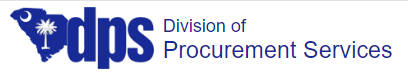 dps
Division of
Procurement Services